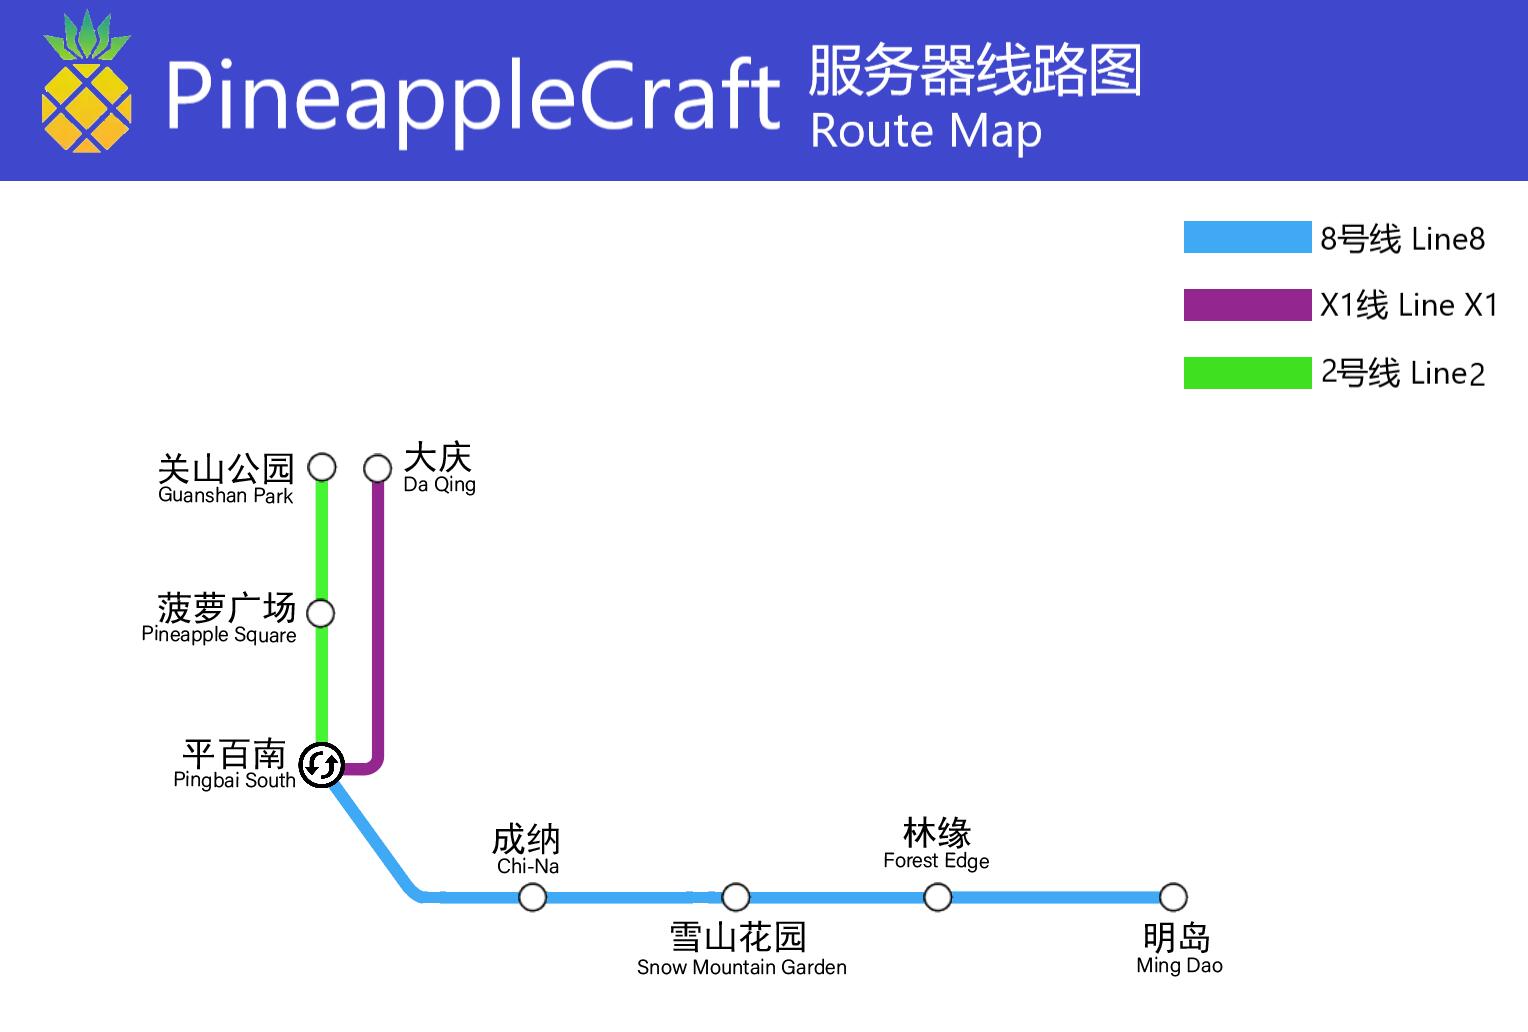 PineappleCraft
服务器线路图
Route Map
8号线 Line8
X1线 Line X1
2号线 Line2
关山公园
Guanshan Park
大庆
Da Qing
菠萝广场
Pineapple Square
平百南
Pingbai South
成纳
Chi-Na
林缘
Forest Edge
雪山花园
Snow Mountain Garden
明岛
Ming Dao